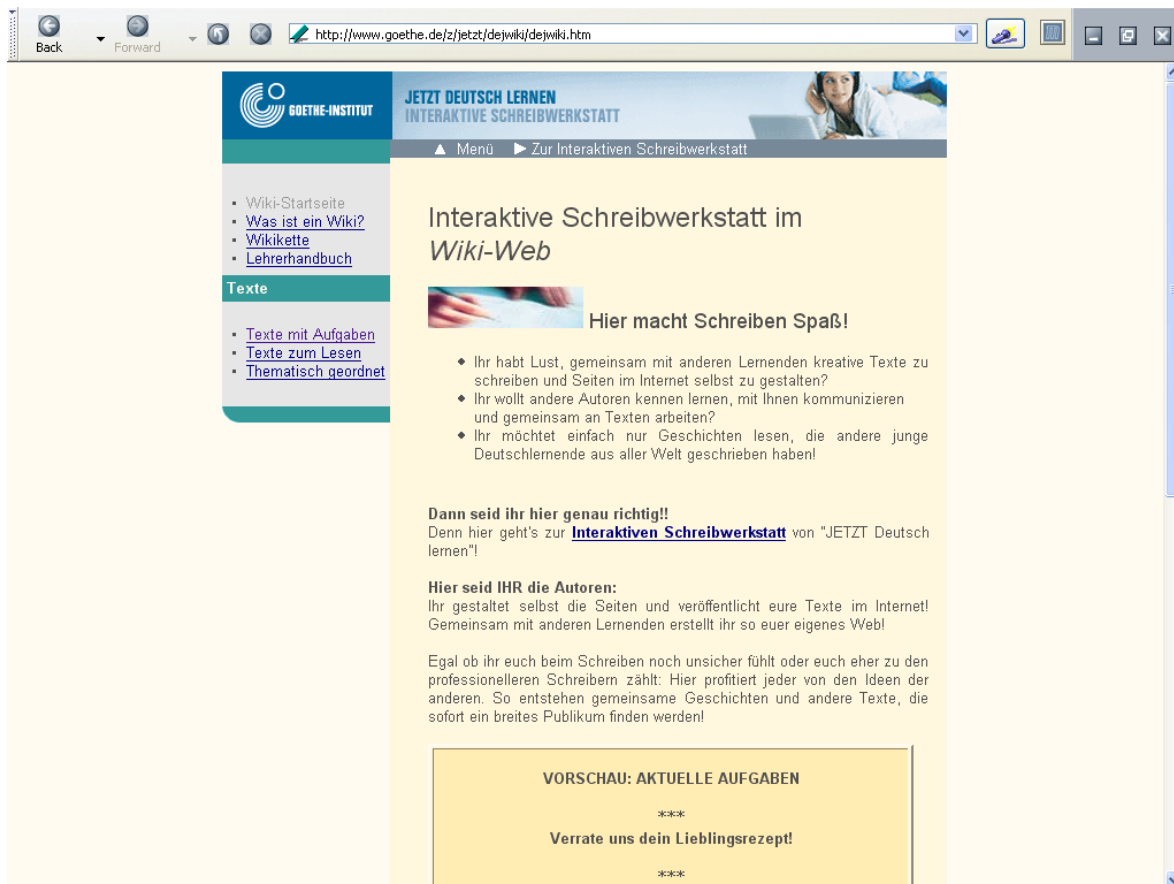 Back
Forward
http://www.goethe.de/z/jetzt/dejwiki/dejwiki.htm
GOETHE-INSTITUT
JETZT DEUTSCH LERNEN
INTERAKTIVE SCHREIBWERKSTATT
Menü Zur Interaktiven Schreibwerkstatt
Wiki-Startseite
Was ist ein Wiki?
Wikikette
Lehrerhandbuch
Texte
Texte mit Aufgaben
Texte zum Lesen
Thematisch geordnet
Interaktive Schreibwerkstatt im
Wiki-Web
Hier macht Schreiben Spaß!
Ihr habt Lust, gemeinsam mit anderen Lernenden kreative Texte zu
schreiben und Seiten im Internet selbst zu gestalten?
Ihr wollt andere Autoren kennen lernen, mit Ihnen kommunizieren
und gemeinsam an Texten arbeiten?
Ihr möchtet einfach nur Geschichten lesen, die andere junge
Deutschlernende aus aller Welt geschrieben haben!
Dann seid ihr hier genau richtig!!
Denn hier geht's zur Interaktiven Schreibwerkstatt von "JETZT Deutsch
lernen"!
Hier seid IHR die Autoren:
Ihr gestaltet selbst die Seiten und veröffentlicht eure Texte im Internet!
Gemeinsam mit anderen Lernenden erstellt ihr so euer eigenes Web!
Egal ob ihr euch beim Schreiben noch unsicher fühlt oder euch eher zu den
professionelleren Schreibern zählt: Hier profitiert jeder von den Ideen der
anderen. So entstehen gemeinsame Geschichten und andere Texte, die
sofort ein breites Publikum finden werden!
VORSCHAU: AKTUELLE AUFGABEN
***
Verrate uns dein Lieblingsrezept!
***